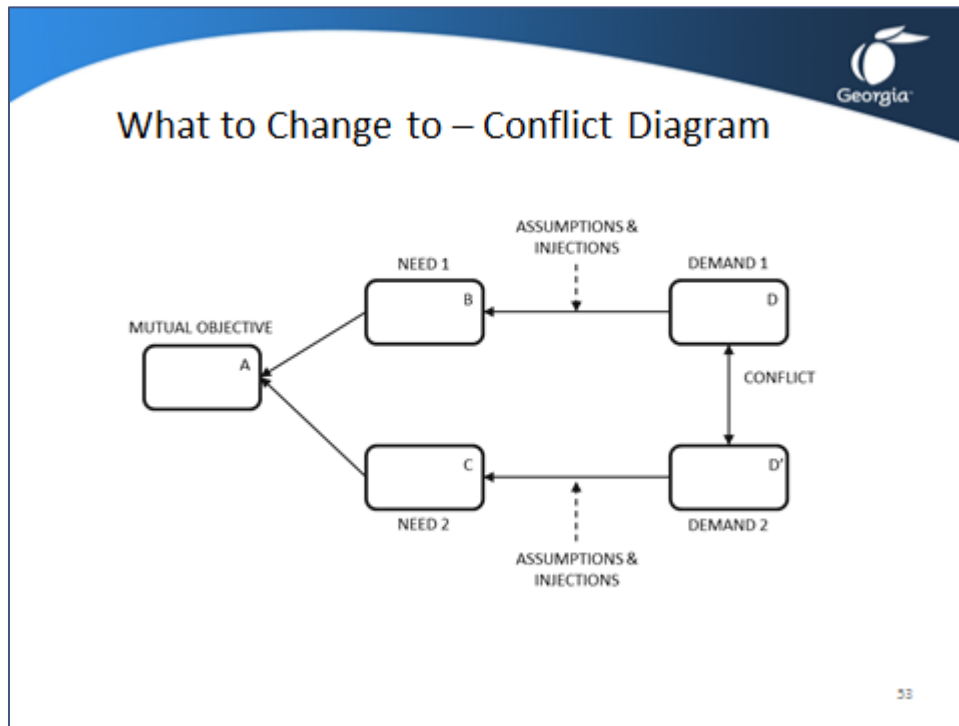 Georgia
What to Change to – Conflict Diagram
ASSUMPTIONS &
INJECTIONS
NEED 1
DEMAND 1
B
D
MUTUAL OBJECTIVE
A
CONFLICT
C
D'
NEED 2
DEMAND 2
ASSUMPTIONS &
INJECTIONS
53